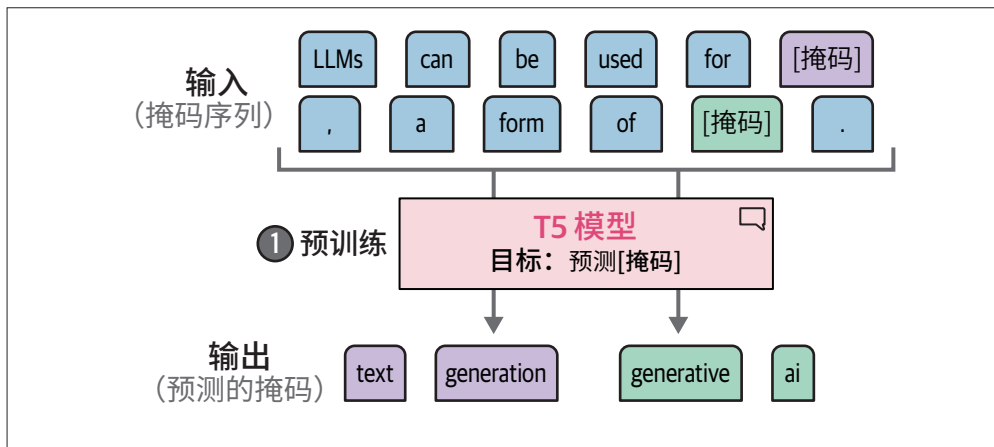 LLMs can be used for [掩码]
输入
（掩码序列）
, a form of [掩码] .
T5 模型
1 预训练
目标：预测[掩码]
输出
（预测的掩码）
text generation generative ai